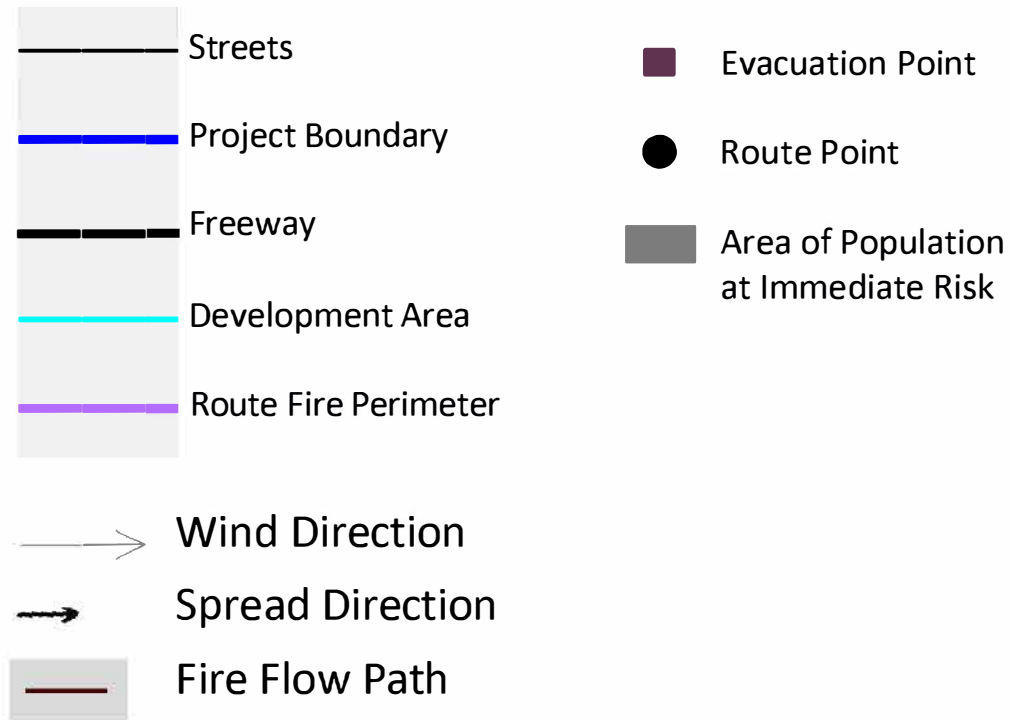 Streets
Project Boundary
Freeway
Development Area
Route Fire Perimeter
Evacuation Point
Route Point
Area of Population
at Immediate Risk
Wind Direction
Spread Direction
Fire Flow Path